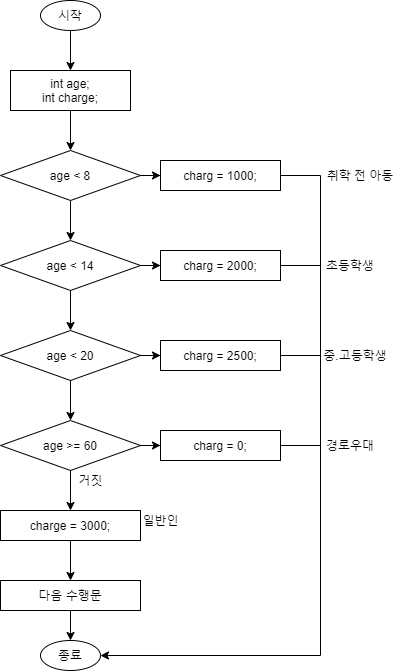 시작
int age;
int charge;
age < 8
charg = 1000;
취학 전 아동
age < 14
charg = 2000;
초등학생
age < 20
charg = 2500;
중.고등학생
age >= 60
charg = 0;
경로우대
거짓
charge = 3000;
일반인
다음 수행문
종료